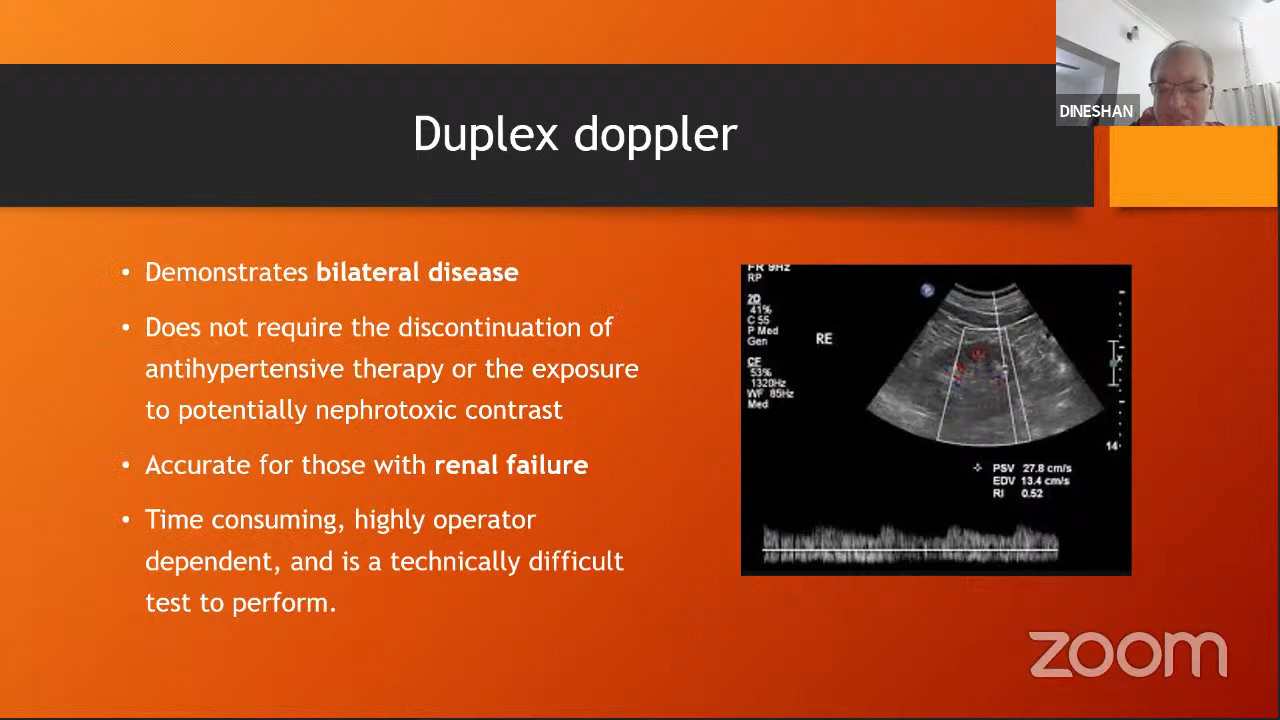 DINESHAN
Duplex doppler
• Demonstrates bilateral disease
• Does not require the discontinuation of
antihypertensive therapy or the exposure
to potentially nephrotoxic contrast
• Accurate for those with renal failure
• Time consuming, highly operator
dependent, and is a technically difficult
test to perform.
FR 9Hz
RP
2D
41%
C 55
P Med
Gen
CF
53%
1320Hz
WF 85Hz
Med
RE
x
14
PSV 27.8 cm/s
EDV 13.4 cm/s
RI 0.52
zoom